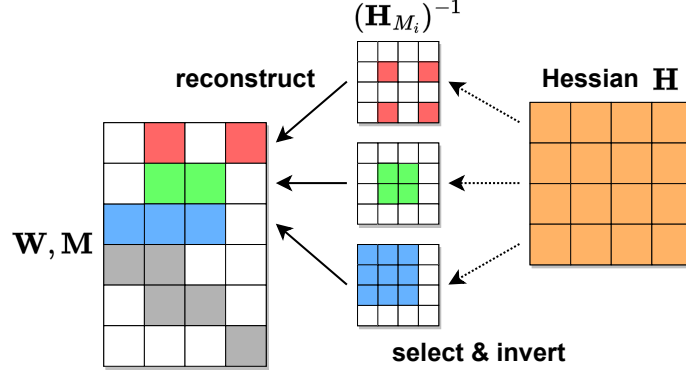 (H_{M_i})^{-1}
reconstruct
Hessian H
W, M
select & invert